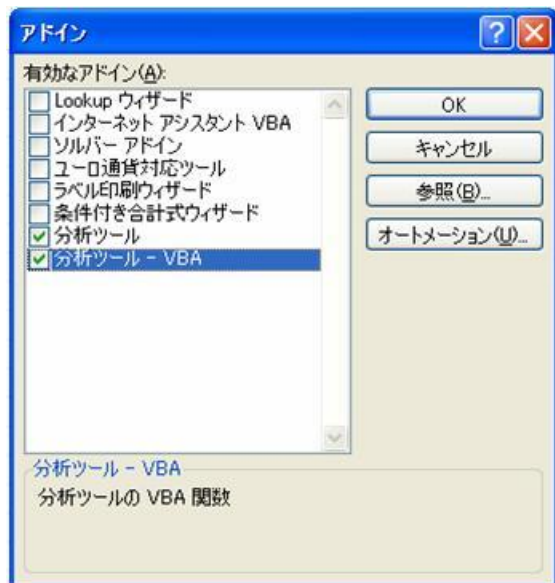 アドイン
有効なアドイン(A):
Lookup ウィザード
インターネット アシスタント VBA
ソルバー アドイン
ユーロ通貨対応ツール
ラベル印刷ウィザード
条件付き合計式ウィザード
分析ツール
分析ツール - VBA
OK
キャンセル
参照(B)...
オートメーション(U)...
分析ツール - VBA
分析ツールの VBA 関数